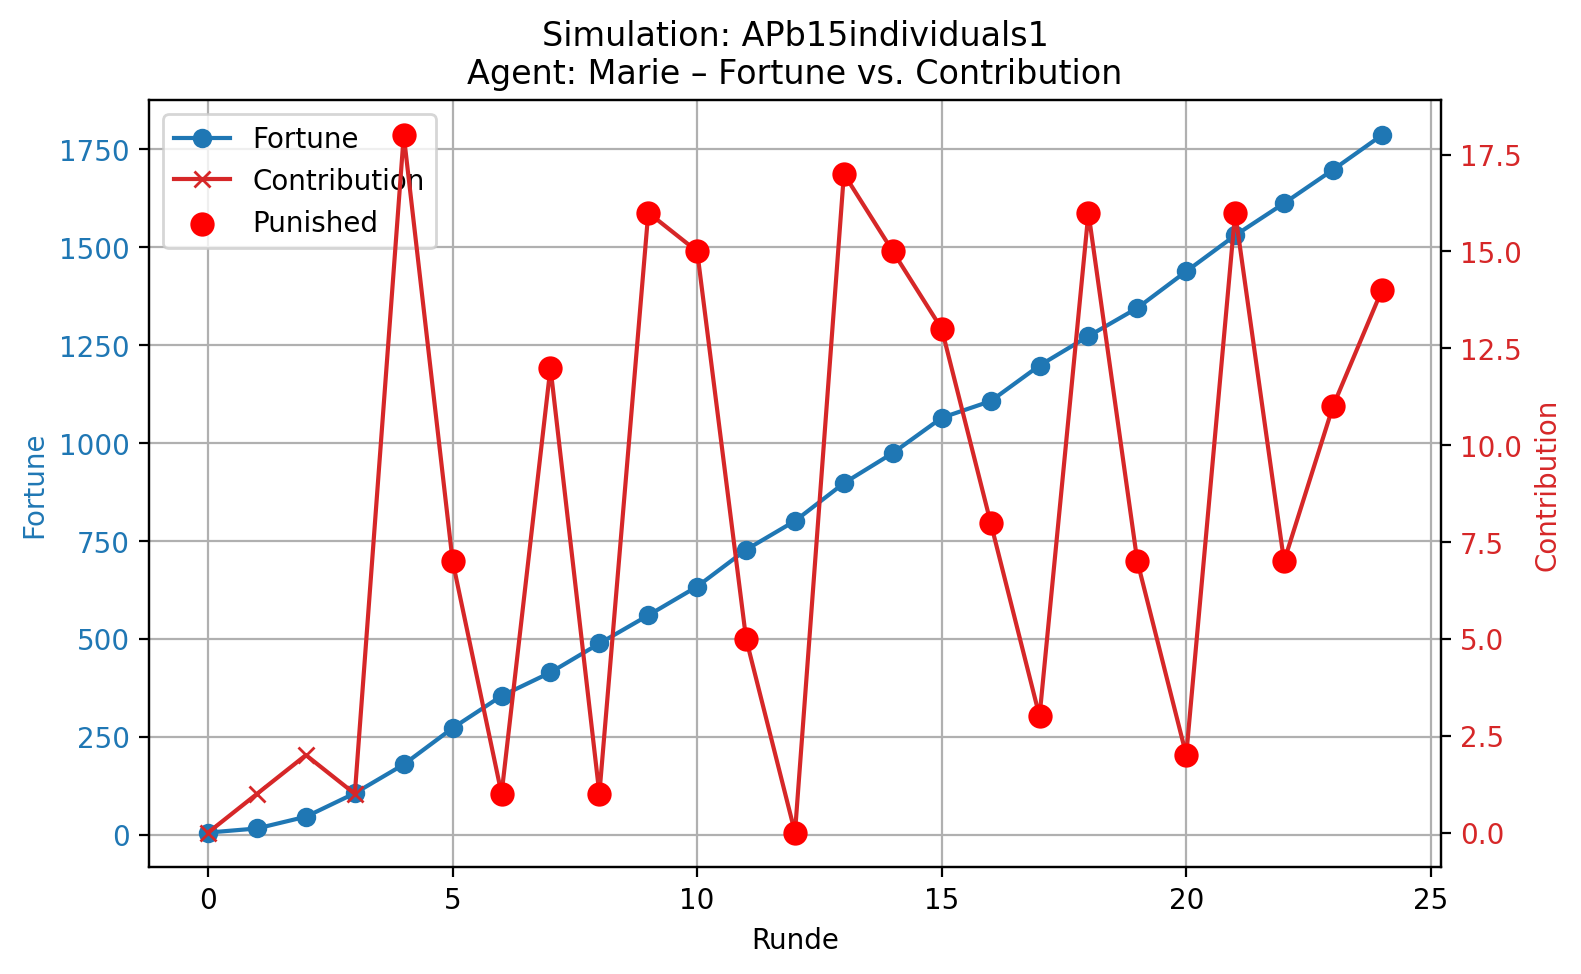 Simulation: APb15individuals1
Agent: Marie – Fortune vs. Contribution
Fortune
Contribution
Punished
1750
1500
1250
1000
750
500
250
0
Fortune
17.5
15.0
12.5
10.0
7.5
5.0
2.5
0.0
Contribution
0 5 10 15 20 25
Runde